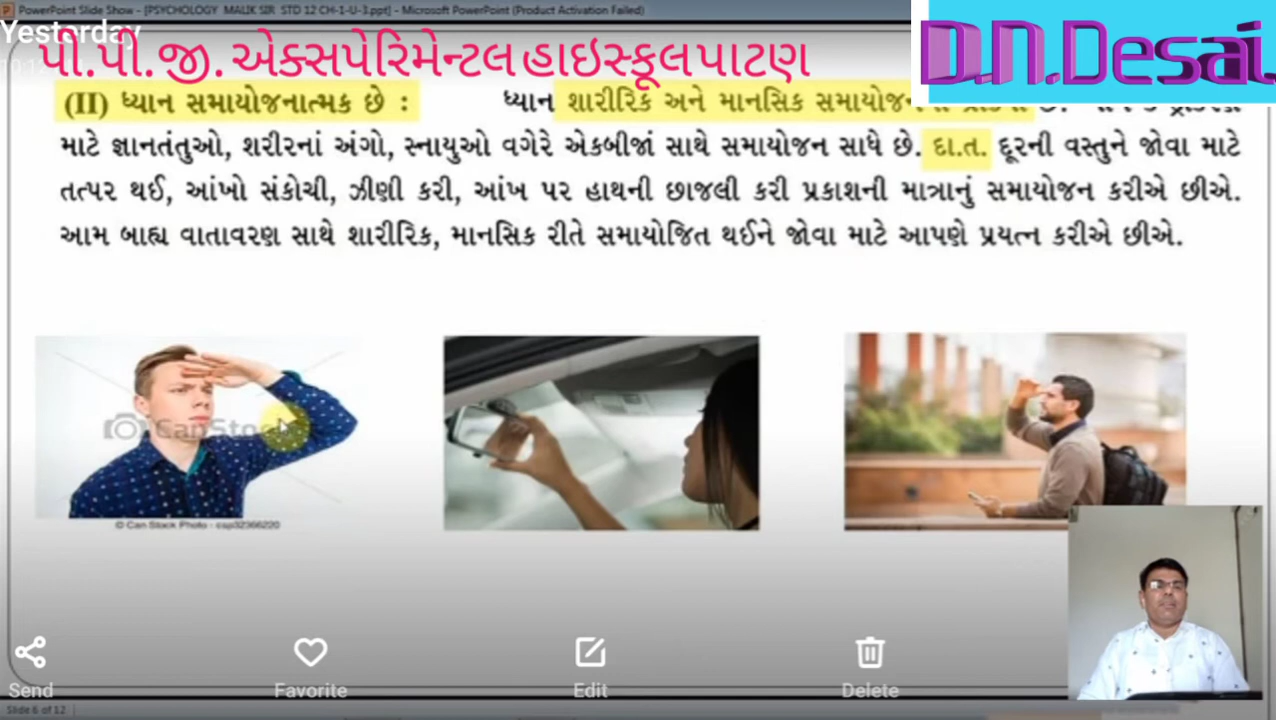 PowerPoint Slide Show - [PSYCHOLOGY MALIK SIR STD 12 CH-1-U-3.ppt] - Microsoft PowerPoint (Product Activation Failed)
Yesterday
પી.પી.જી. એક્સપેરિમેન્ટલ હાઇસ્કૂલ પાટણ
D.N.Desai
(II) ધ્યાન સમાયોજનાત્મક છે : ધ્યાન શારીરિક અને માનસિક
માટે જ્ઞાનતંતુઓ, શરીરનાં અંગો, સ્નાયુઓ વગેરે એકબીજાં સાથે સમાયોજન સાધે છે. દા.ત. દૂરની વસ્તુને જોવા માટે
તત્પર થઈ, આંખો સંકોચી, ઝીણી કરી, આંખ પર હાથની છાજલી કરી પ્રકાશની માત્રાનું સમાયોજન કરીએ છીએ.
આમ બાહ્ય વાતાવરણ સાથે શારીરિક, માનસિક રીતે સમાયોજિત થઈને જોવા માટે આપણે પ્રયત્ન કરીએ છીએ.
CanStock
© Can Stock Photo - csp32366220
Send
Favorite
Edit
Delete
Slide 6 of 12